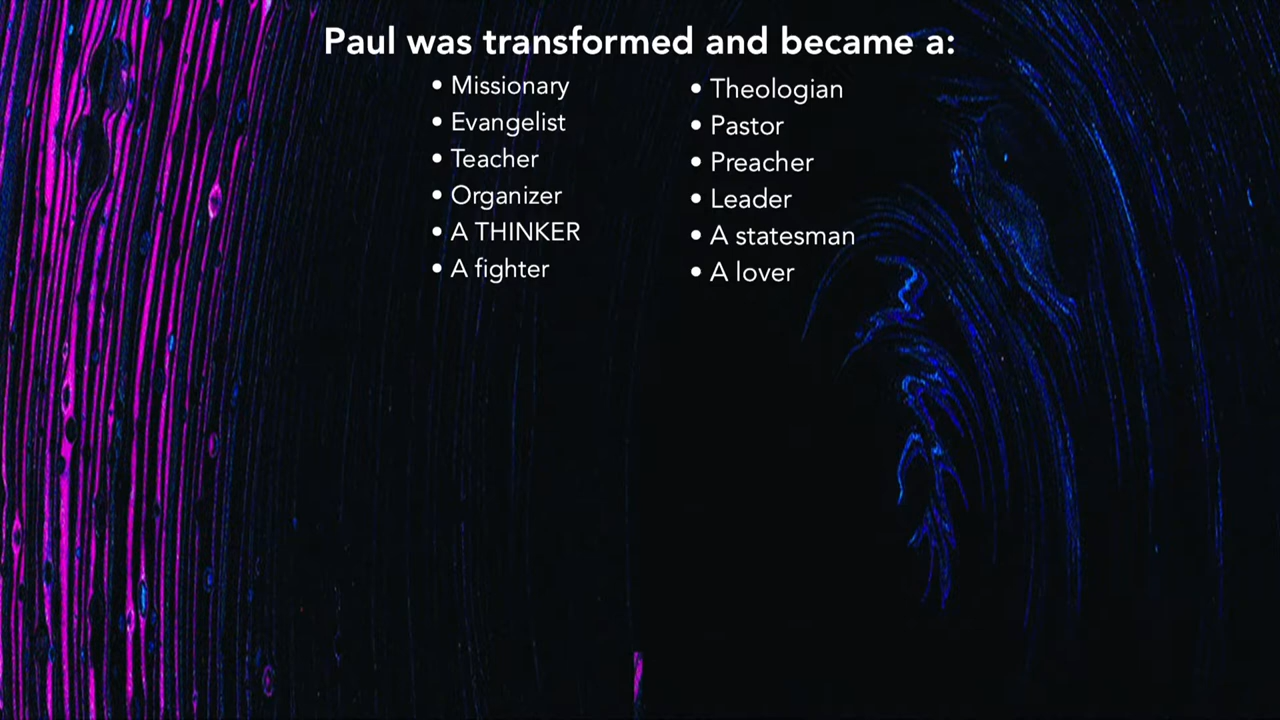 Paul was transformed and became a:
• Missionary
• Evangelist
• Teacher
• Organizer
• A THINKER
• A fighter
• Theologian
• Pastor
• Preacher
• Leader
• A statesman
• A lover